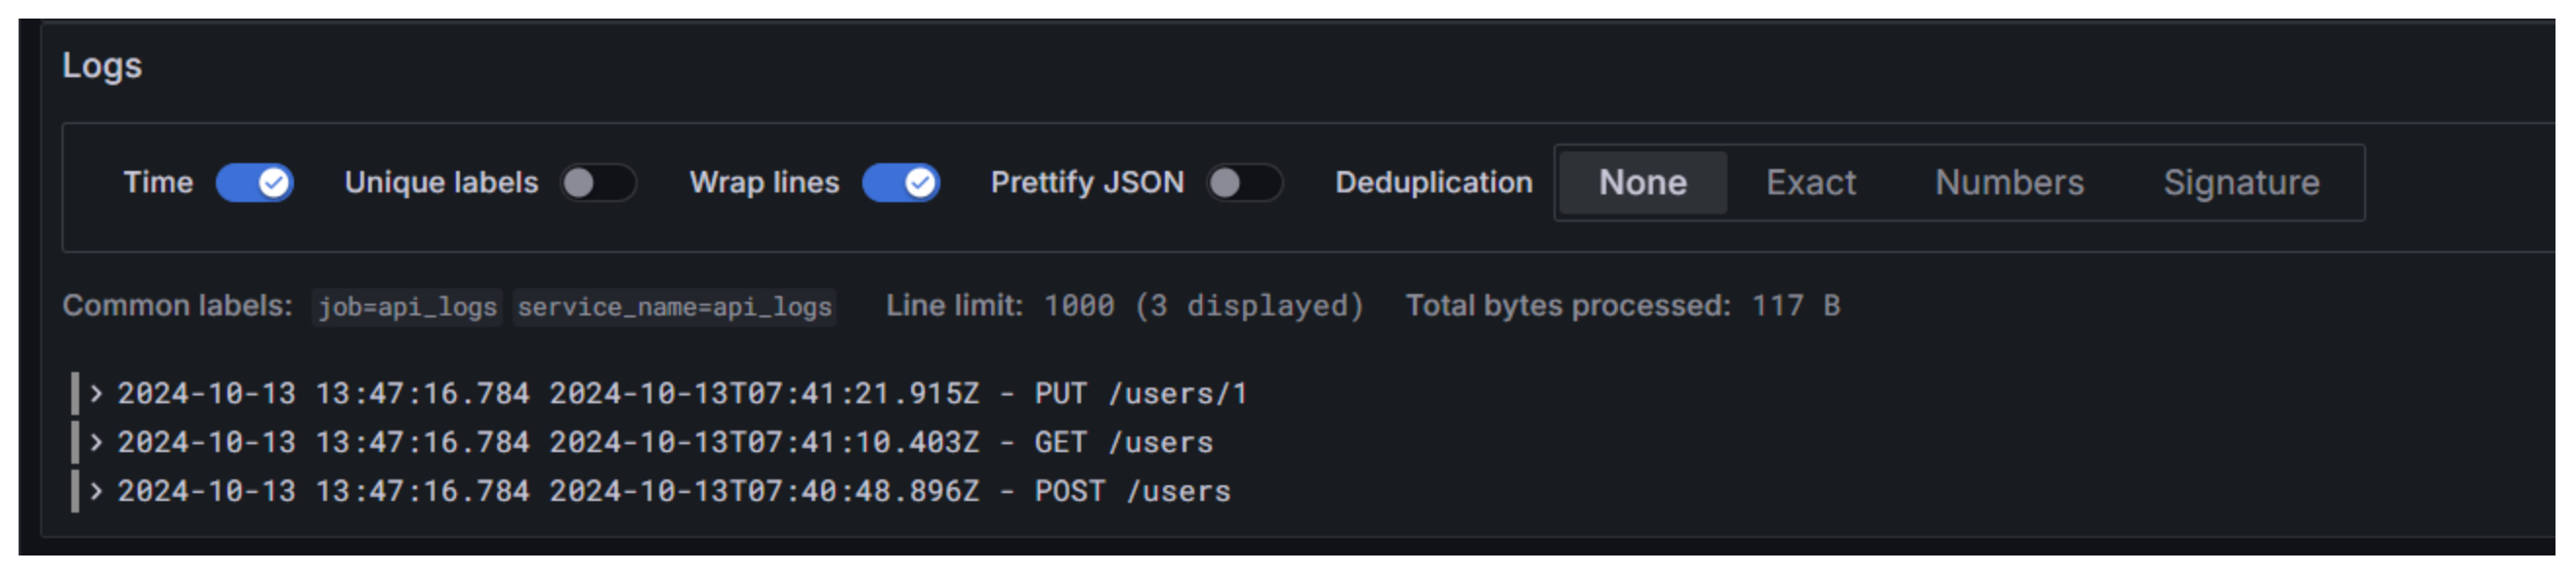 Logs
Time Unique labels Wrap lines Prettify JSON Deduplication None Exact Numbers Signature
Common labels: job=api_logs service_name=api_logs Line limit: 1000 (3 displayed) Total bytes processed: 117 B
> 2024-10-13 13:47:16.784 2024-10-13T07:41:21.915Z - PUT /users/1
> 2024-10-13 13:47:16.784 2024-10-13T07:41:10.403Z - GET /users
> 2024-10-13 13:47:16.784 2024-10-13T07:40:48.896Z - POST /users